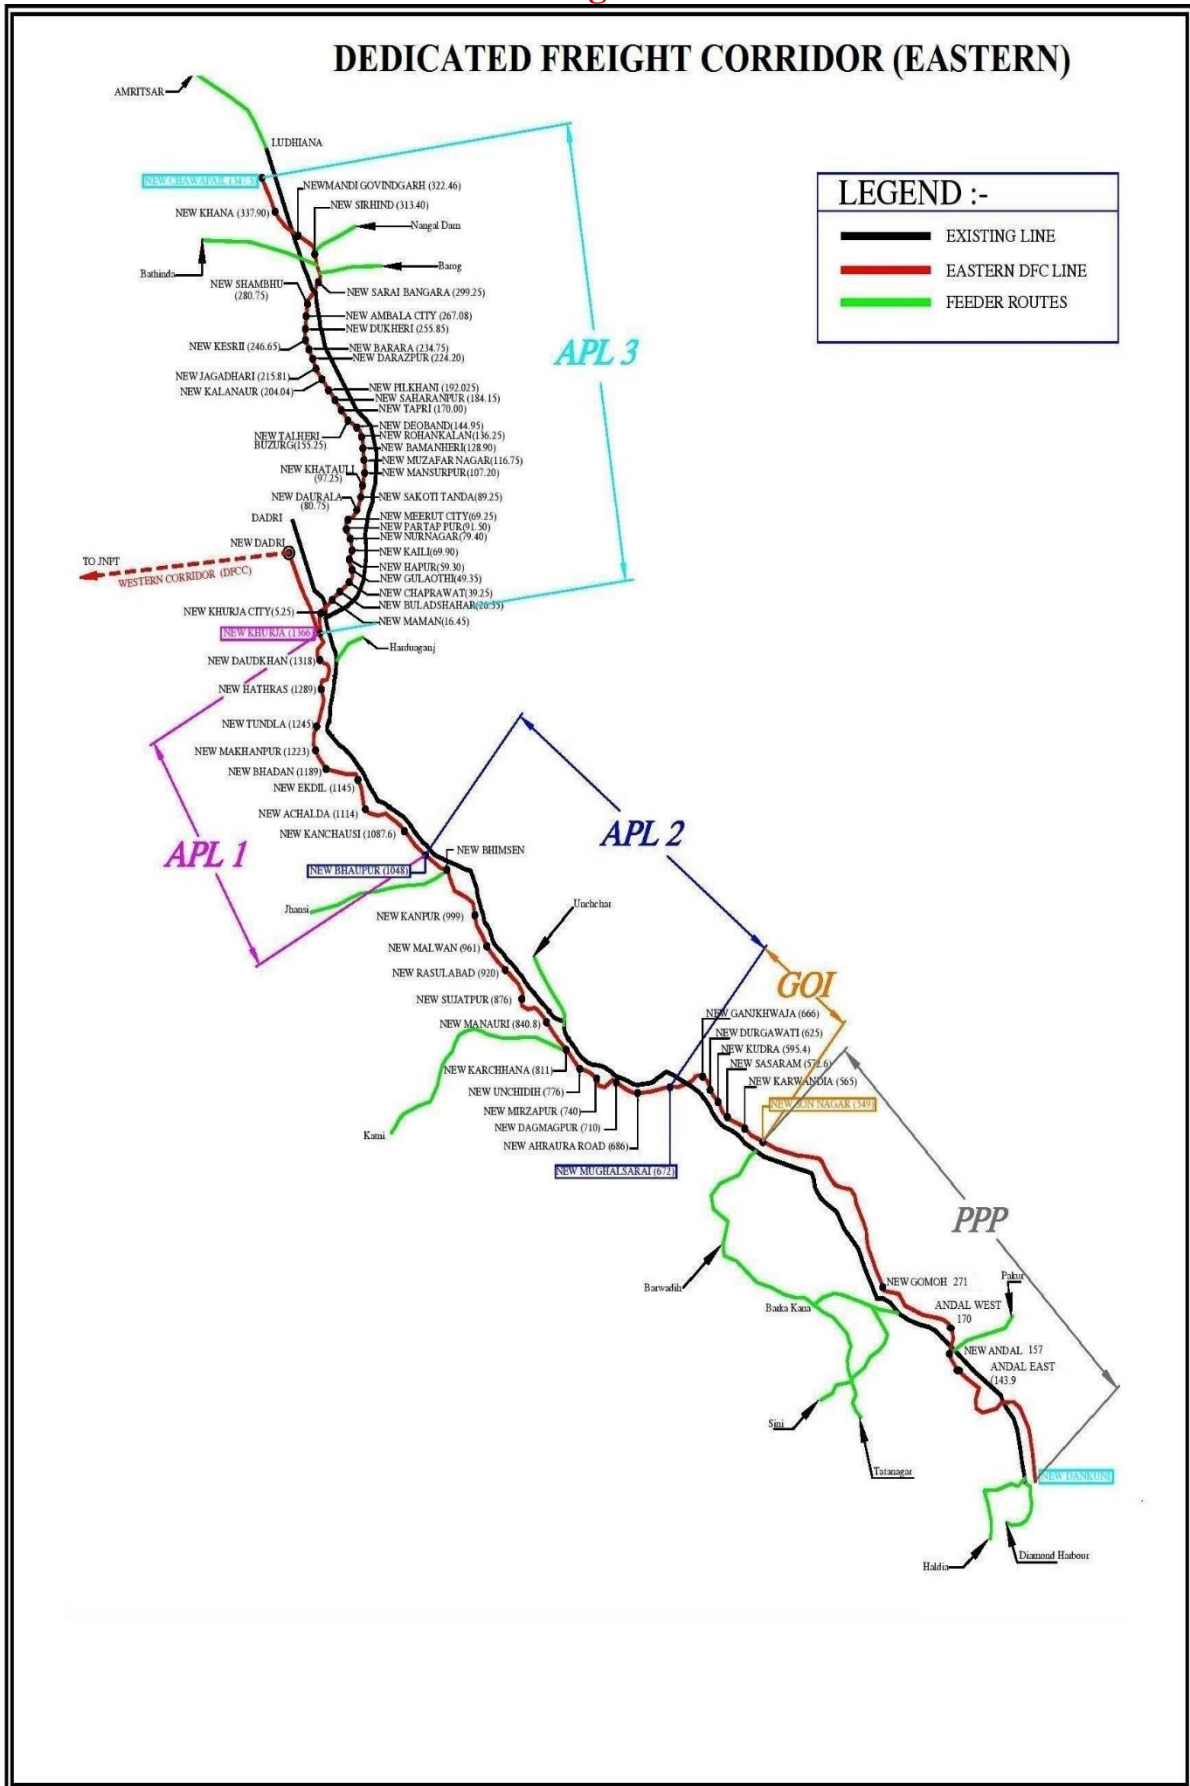 DEDICATED FREIGHT CORRIDOR (EASTERN)
AMRITSAR
LUDHIANA
LEGEND :-
EXISTING LINE
EASTERN DFC LINE
FEEDER ROUTES
NEWMANDI GOVINDGARH (322.46)
NEW KHANA (337.90)
NEW SIRHIND (313.40)
Nangal Dam
Bathinda
Barog
NEW SHAMBHU
(280.75)
NEW SARAI BANGARA (299.25)
NEW AMBALA CITY (267.08)
NEW DUKHERI (255.85)
NEW KESRII (246.65)
NEW BARARA (234.75)
NEW DARAZPUR (224.20)
APL 3
NEW JAGADHARI (215.81)
NEW KALANAUR (204.04)
NEW PILKHANI (192.025)
NEW SAHARANPUR (184.15)
NEW TAPRI (170.00)
NEW DEOBAND(144.95)
NEW TALHERI
BUZURG(155.25)
NEW ROHANKALAN(136.25)
NEW BAMANHERI(128.90)
NEW MUZAFAR NAGAR(116.75)
NEW KHATAULI
(97.25)
NEW MANSURPUR(107.20)
NEW DAURALA
(80.75)
NEW SAKOTI TANDA(89.25)
NEW MEERUT CITY(69.25)
NEW PARTAP PUR(91.50)
NEW NURNAGAR(79.40)
NEW KAILI(69.90)
NEW HAPUR(59.30)
NEW GULAOTHI(49.35)
NEW CHAPRAWAT(39.25)
NEW BULADSHAHAR
NEW MAMAN(16.45)
DADRI
NEW DADRI
TO JNPT
WESTERN CORRIDOR (DFCC)
NEW KHURJA CITY(5.25)
NEW KHURJA (1366)
Harduaganj
NEW DAUDKHAN (1318)
NEW HATHRAS (1289)
NEW TUNDLA (1245)
NEW MAKHANPUR (1223)
NEW BHADAN (1189)
NEW EKDIL (1145)
NEW ACHALDA (1114)
NEW KANCHAUSI (1087.6)
APL 1
APL 2
NEW BHIMSEN
NEW BHAUPUR (1048)
Jhansi
NEW KANPUR (999)
Unchchar
NEW MALWAN (961)
NEW RASULABAD (920)
NEW SUJATPUR (876)
NEW MANAURI (840.8)
NEW KARCHHANA (811)
NEW UNCHIDIH (776)
NEW MIRZAPUR (740)
NEW DAGMAGPUR (710)
NEW AHRAURA ROAD (686)
NEW MUGHALSARAI (672)
Katni
GOI
NEW GANJKHWAJA (666)
NEW DURGAWATI (625)
NEW KUDRA (595.4)
NEW SASARAM (572.6)
NEW KARWANDIA (565)
NEW SON NAGAR (549)
PPP
Barwadih
Barka Kana
NEW GOMOH 271
Pakur
ANDAL WEST
170
NEW ANDAL 157
ANDAL EAST
(143.9
Sini
Tatanagar
NEW DANKUNI
Haldia
Diamond Harbour